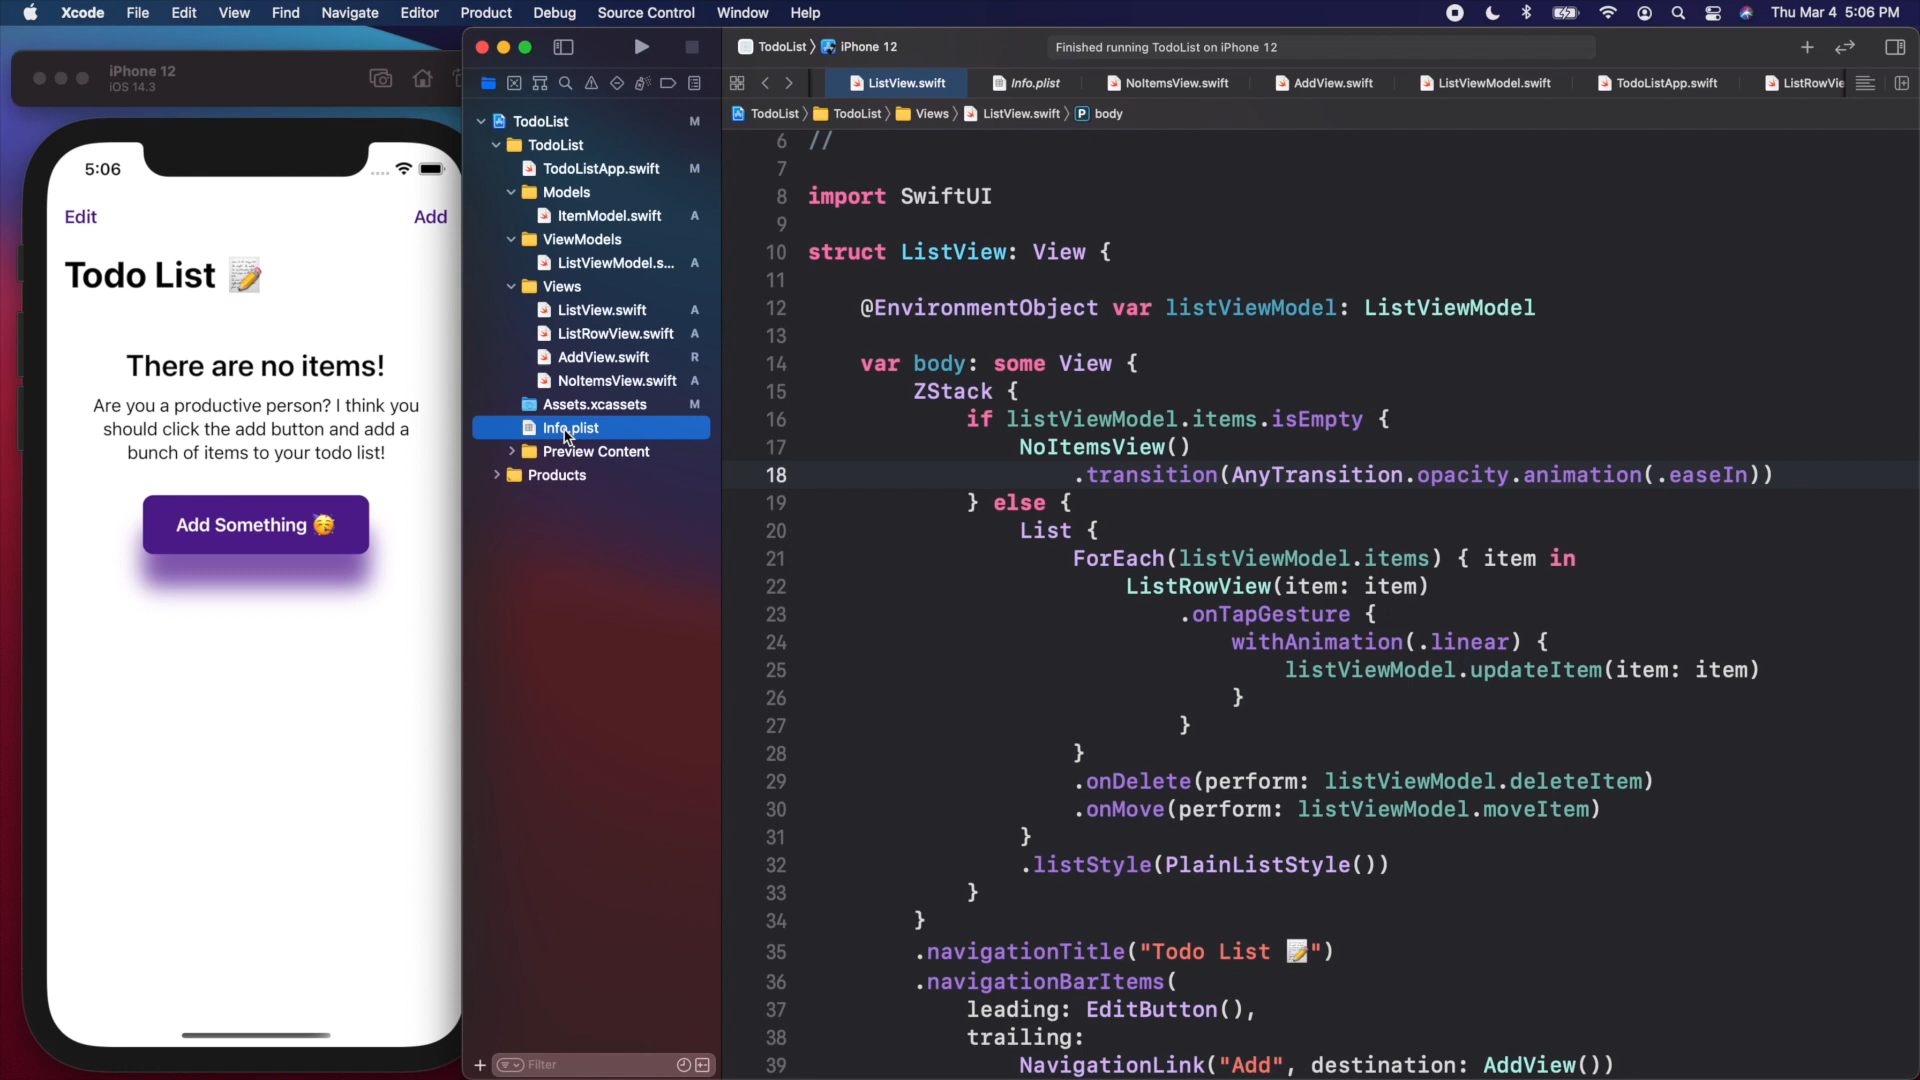 Xcode File Edit View Find Navigate Editor Product Debug Source Control Window Help Thu Mar 4 5:06 PM
iPhone 12
iOS 14.3
5:06
Edit Add
Todo List 📝
There are no items!
Are you a productive person? I think you
should click the add button and add a
bunch of items to your todo list!
Add Something 🥳
TodoList M
TodoList
TodoListApp.swift M
Models
ItemModel.swift A
ViewModels
ListViewModel.s... A
Views
ListView.swift A
ListRowView.swift A
AddView.swift R
NoItemsView.swift A
Assets.xcassets M
Info.plist
Preview Content
Products
Filter
TodoList iPhone 12 Finished running TodoList on iPhone 12
ListView.swift Info.plist NoItemsView.swift AddView.swift ListViewModel.swift TodoListApp.swift ListRowVie
TodoList TodoList Views ListView.swift P body
6 //
7
8 import SwiftUI
9
10 struct ListView: View {
11
12 @EnvironmentObject var listViewModel: ListViewModel
13
14 var body: some View {
15 ZStack {
16 if listViewModel.items.isEmpty {
17 NoItemsView()
18 .transition(AnyTransition.opacity.animation(.easeIn))
19 } else {
20 List {
21 ForEach(listViewModel.items) { item in
22 ListRowView(item: item)
23 .onTapGesture {
24 withAnimation(.linear) {
25 listViewModel.updateItem(item: item)
26 }
27 }
28 }
29 .onDelete(perform: listViewModel.deleteItem)
30 .onMove(perform: listViewModel.moveItem)
31 }
32 .listStyle(PlainListStyle())
33 }
34 }
35 .navigationTitle("Todo List 📝")
36 .navigationBarItems(
37 leading: EditButton(),
38 trailing:
39 NavigationLink("Add", destination: AddView())